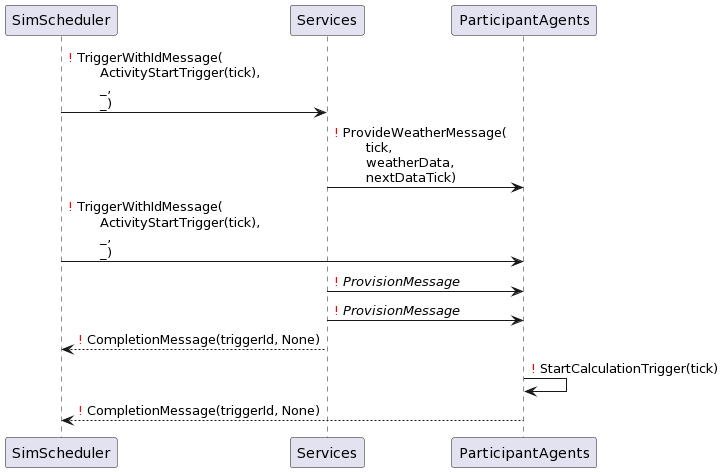 SimScheduler
Services
ParticipantAgents
! TriggerWithIdMessage(
ActivityStartTrigger(tick),
_,
_)
! ProvideWeatherMessage(
tick,
weatherData,
nextDataTick)
! TriggerWithIdMessage(
ActivityStartTrigger(tick),
_,
_)
! ProvisionMessage
! ProvisionMessage
! CompletionMessage(triggerId, None)
! StartCalculationTrigger(tick)
! CompletionMessage(triggerId, None)
SimScheduler
Services
ParticipantAgents